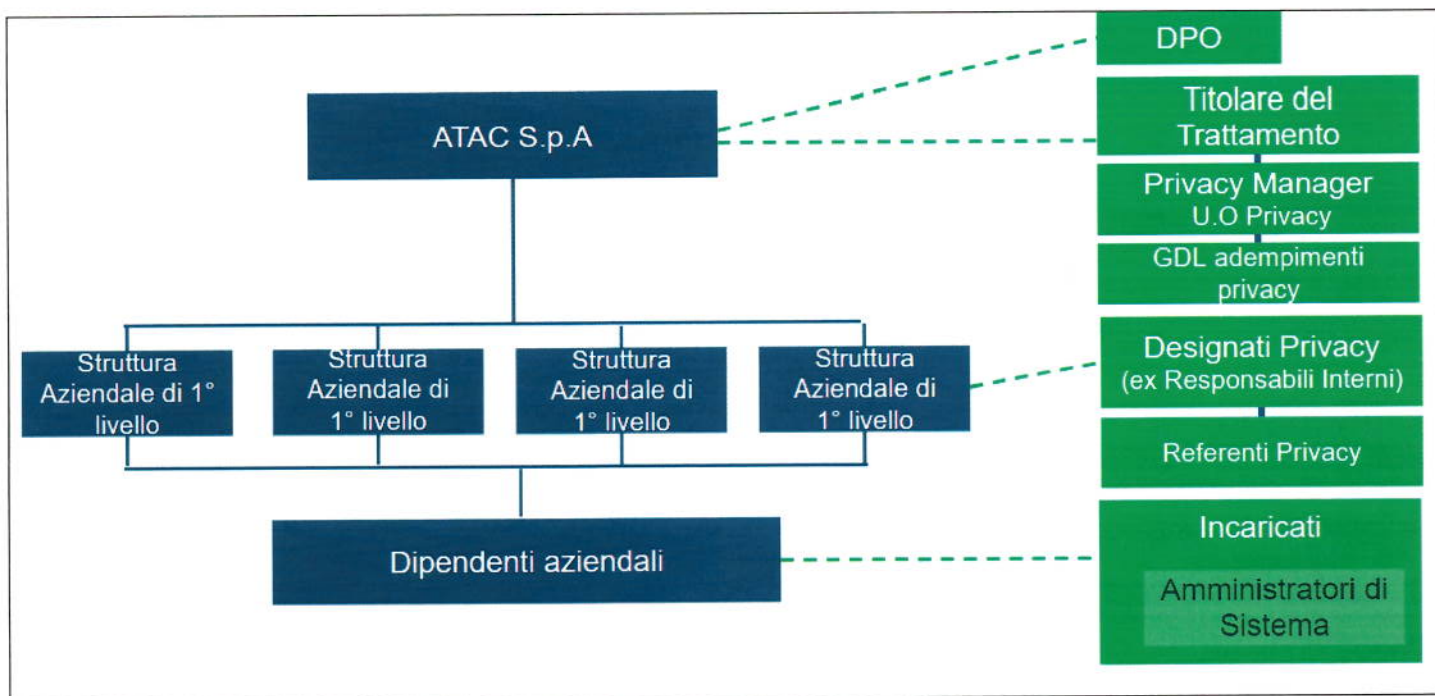 DPO
ATAC S.p.A
Titolare del
Trattamento
Privacy Manager
U.O Privacy
GDL adempimenti
privacy
Struttura
Aziendale di 1°
livello
Struttura
Aziendale di
1° livello
Struttura
Aziendale di
1° livello
Struttura
Aziendale di
1° livello
Designati Privacy
(ex Responsabili Interni)
Referenti Privacy
Dipendenti aziendali
Incaricati
Amministratori di
Sistema